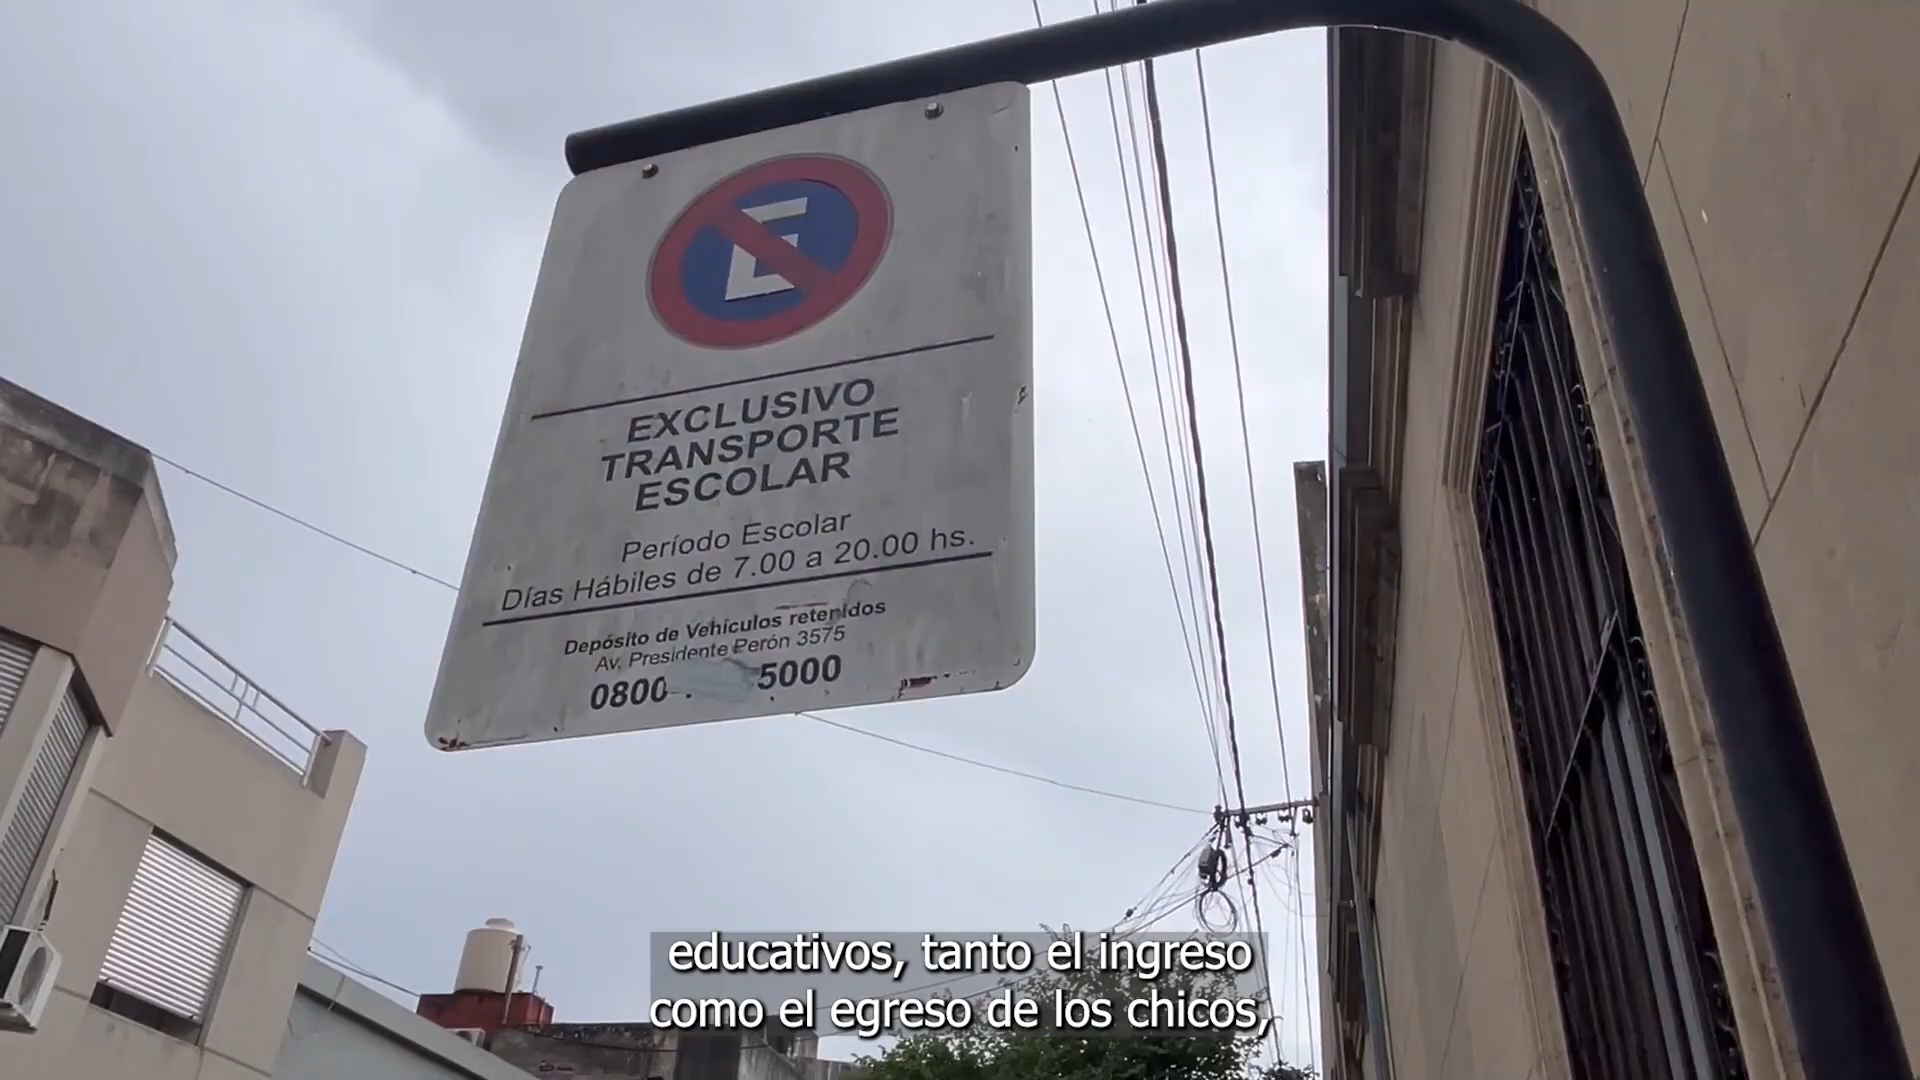 E
EXCLUSIVO
TRANSPORTE
ESCOLAR
Período Escolar
Días Hábiles de 7.00 a 20.00 hs.
Depósito de Vehículos retenidos
Av. Presidente Perón 3575
0800 5000
educativos, tanto el ingreso
como el egreso de los chicos,